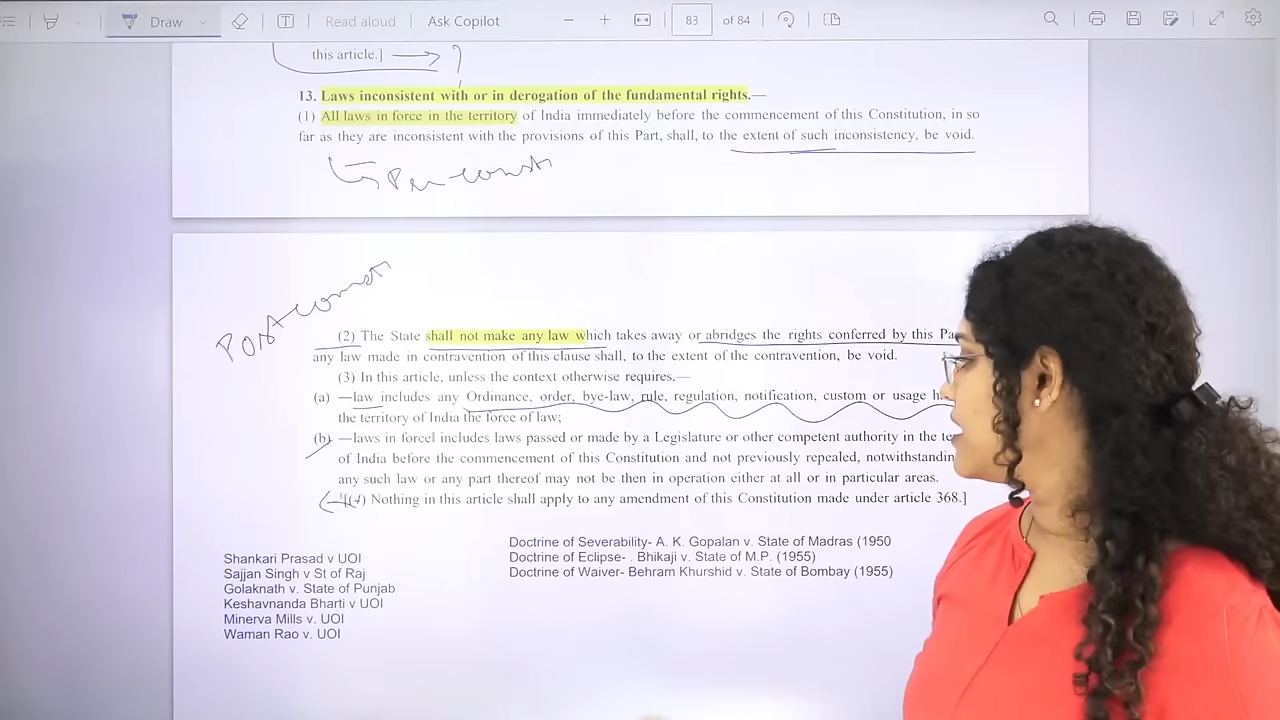 Draw
Read aloud
Ask Copilot
83 of 84
this article.] ?
13. Laws inconsistent with or in derogation of the fundamental rights.—
(1) All laws in force in the territory of India immediately before the commencement of this Constitution, in so
far as they are inconsistent with the provisions of this Part, shall, to the extent of such inconsistency, be void.
Pre-const
Post const
(2) The State shall not make any law which takes away or abridges the rights conferred by this
any law made in contravention of this clause shall, to the extent of the contravention, be void.
(3) In this article, unless the context otherwise requires,—
(a) —law includes any Ordinance, order, bye-law, rule, regulation, notification, custom or usage
the territory of India the force of law;
(b) —laws in forcel includes laws passed or made by a Legislature or other competent authority in the
of India before the commencement of this Constitution and not previously repealed,
any such law or any part thereof may not be then in operation either at all or in particular areas.
¹[(4) Nothing in this article shall apply to any amendment of this Constitution made under article 368.]
Doctrine of Severability- A. K. Gopalan v. State of Madras (1950
Doctrine of Eclipse- . Bhikaji v. State of M.P. (1955)
Doctrine of Waiver- Behram Khurshid v. State of Bombay (1955)
Shankari Prasad v UOI
Sajjan Singh v St of Raj
Golaknath v. State of Punjab
Keshavnanda Bharti v UOI
Minerva Mills v. UOI
Waman Rao v. UOI